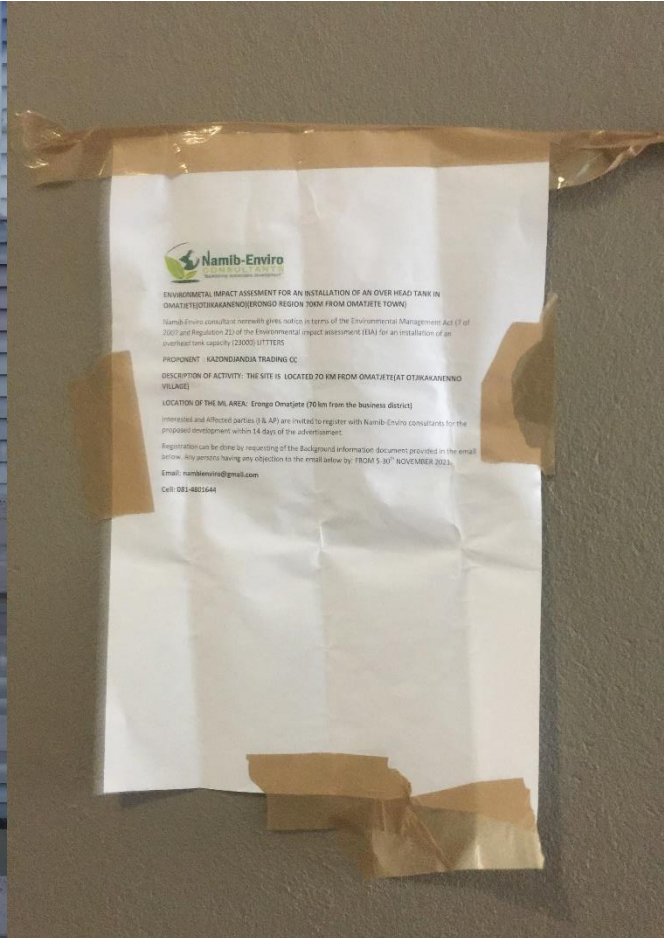 Namib-Enviro
CONSULTANTS
ENVIRONMETAL IMPACT ASSESMENT FOR AN INSTALLATION OF AN OVER HEAD TANK IN
OMATJETE(OTJIKAKANENO)(ERONGO REGION 70KM FROM OMATJETE TOWN)
Namib-Enviro consultant herewith gives notice in terms of the Environmental Management Act (7 of
2007 and Regulation 21) of the Environmental impact assessment (EIA) for an installation of an
overhead tank capacity (23000) LITTERS
PROPONENT : KAZONDJANDJA TRADING CC
DESCRIPTION OF ACTIVITY: THE SITE IS LOCATED 70 KM FROM OMATJETE(AT OTJIKAKANENNO
VILLAGE)
LOCATION OF THE ML AREA: Erongo Omatjete (70 km from the business district)
Interested and Affected parties (I & AP) are invited to register with Namib-Enviro consultants for the
proposed development within 14 days of the advertisement.
Registration can be done by requesting of the Background information document provided in the email
below. Any persons having any objection to the email below by: FROM 5-30th NOVEMBER 2021.
Email: nambienviro@gmail.com
Cell: 081-4801644